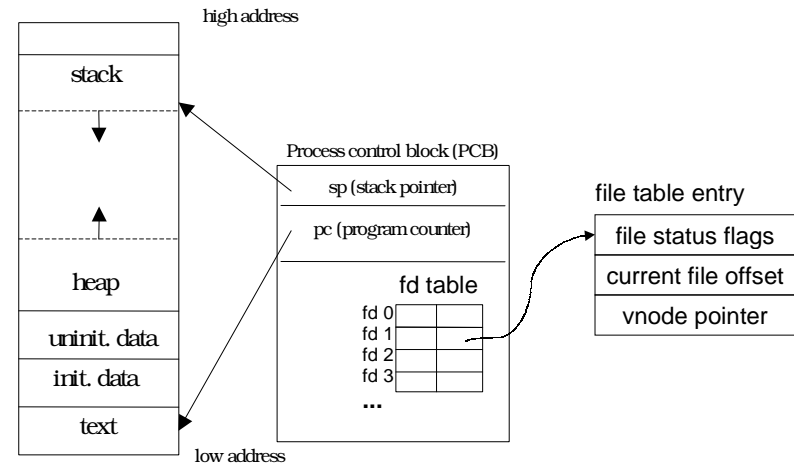 high address
stack
heap
uninit. data
init. data
text
low address
Process control block (PCB)
sp (stack pointer)
pc (program counter)
fd table
fd 0
fd 1
fd 2
fd 3
...
file table entry
file status flags
current file offset
vnode pointer